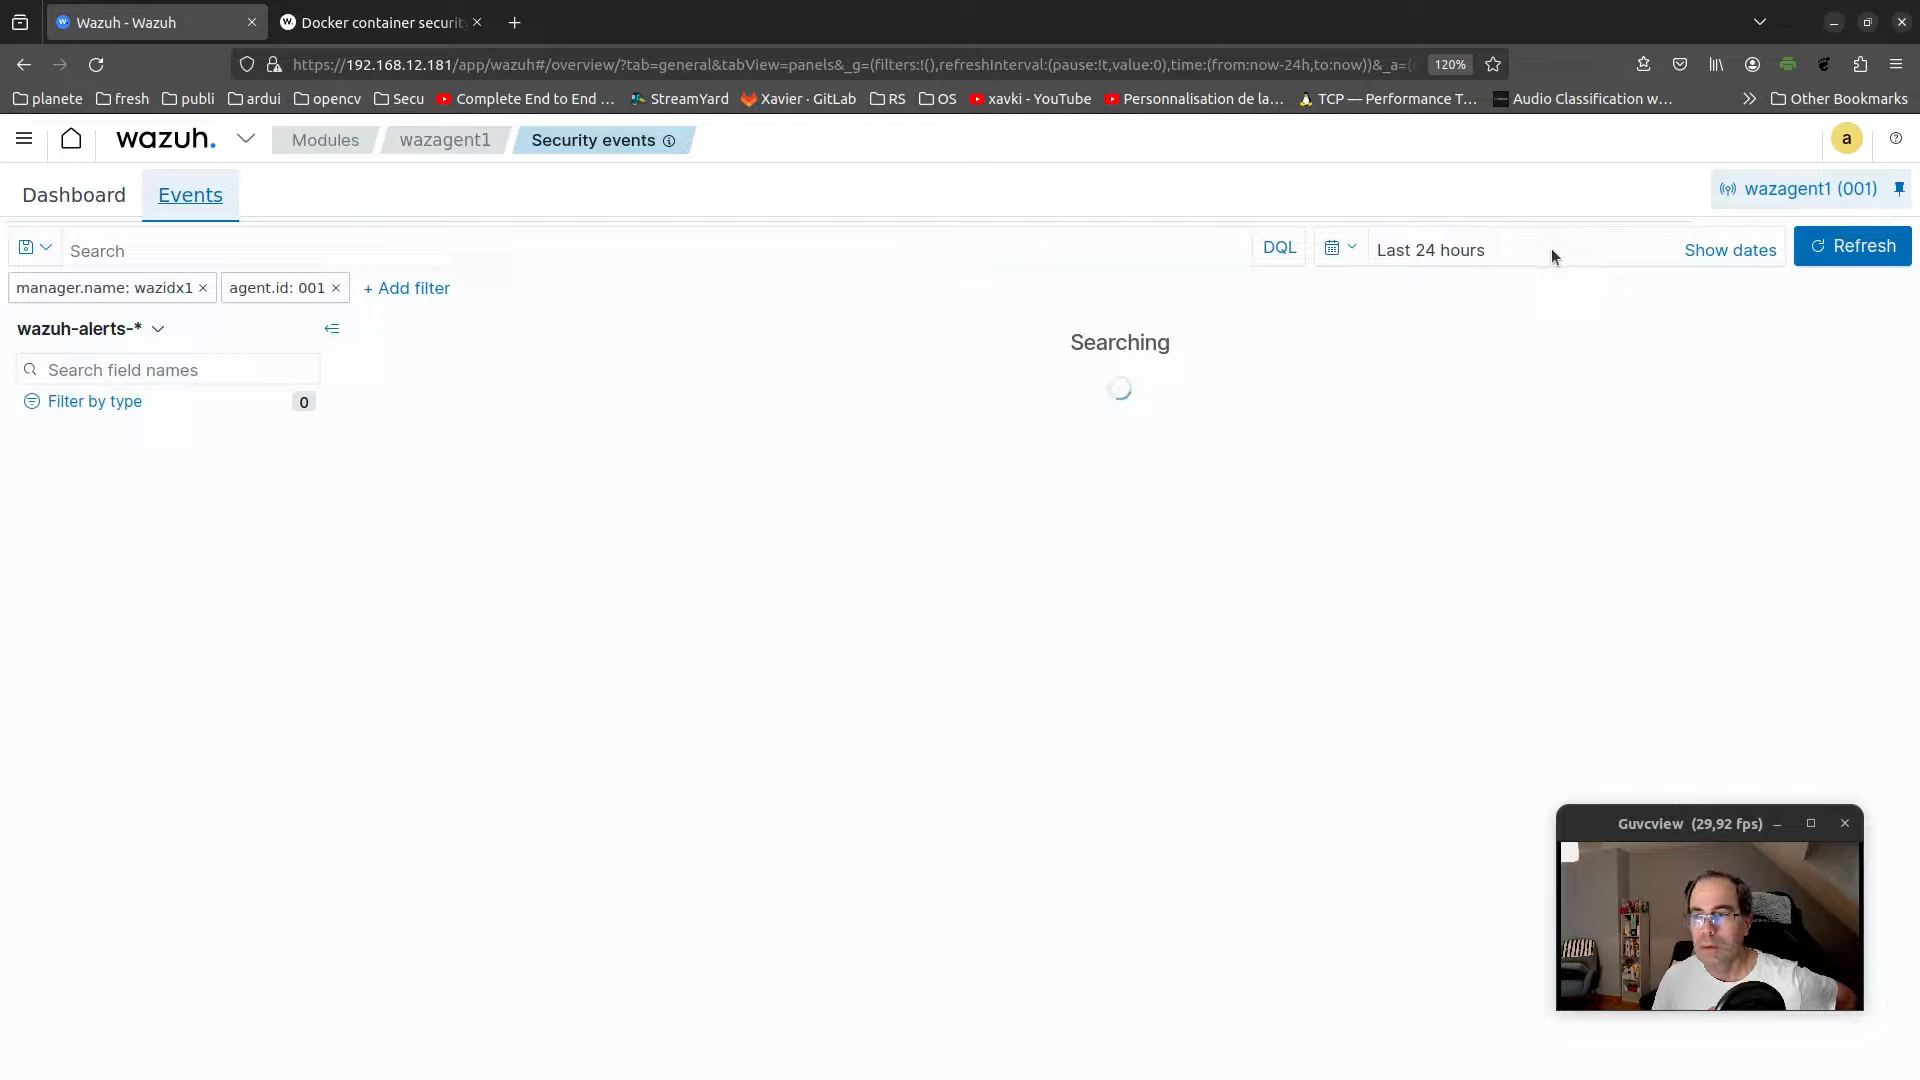 Wazuh - Wazuh
Docker container securit
https://192.168.12.181/app/wazuh#/overview/?tab=general&tabView=panels&_g=(filters:!(),refreshInterval:(pause:!t,value:0),time:(from:now-24h,to:now))&_a=(
120%
planete
fresh
publi
ardui
opencv
Secu
Complete End to End …
StreamYard
Xavier · GitLab
RS
OS
xavki - YouTube
Personnalisation de la…
TCP — Performance T…
Audio Classification w…
Other Bookmarks
wazuh.
Modules
wazagent1
Security events
a
Dashboard
Events
wazagent1 (001)
Search
DQL
Last 24 hours
Show dates
Refresh
manager.name: wazidx1
agent.id: 001
+ Add filter
wazuh-alerts-*
Searching
Search field names
Filter by type
0
Guvcview (29,92 fps)